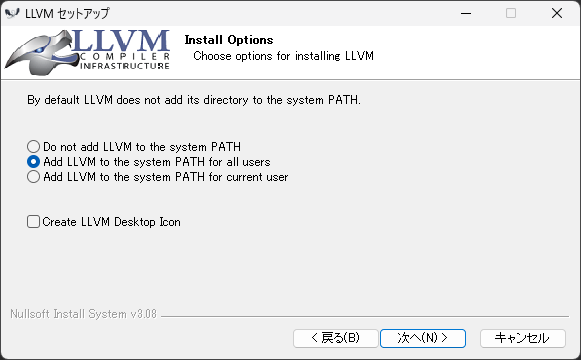 LLVM セットアップ
LLVM
COMPILER
INFRASTRUCTURE
Install Options
Choose options for installing LLVM
By default LLVM does not add its directory to the system PATH.
Do not add LLVM to the system PATH
Add LLVM to the system PATH for all users
Add LLVM to the system PATH for current user
Create LLVM Desktop Icon
Nullsoft Install System v3.08
< 戻る(B)
次へ(N) >
キャンセル